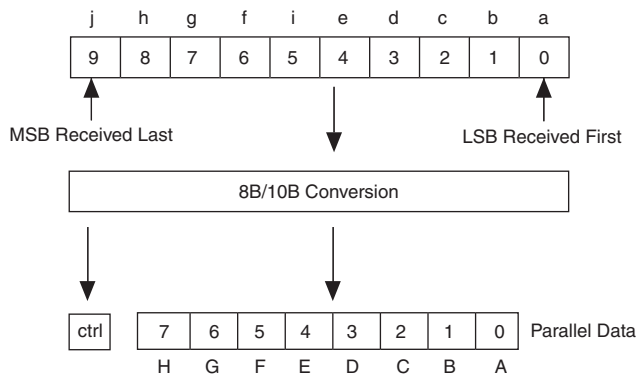 j h g f i e d c b a
9 8 7 6 5 4 3 2 1 0
MSB Received Last LSB Received First
8B/10B Conversion
ctrl 7 6 5 4 3 2 1 0 Parallel Data
H G F E D C B A